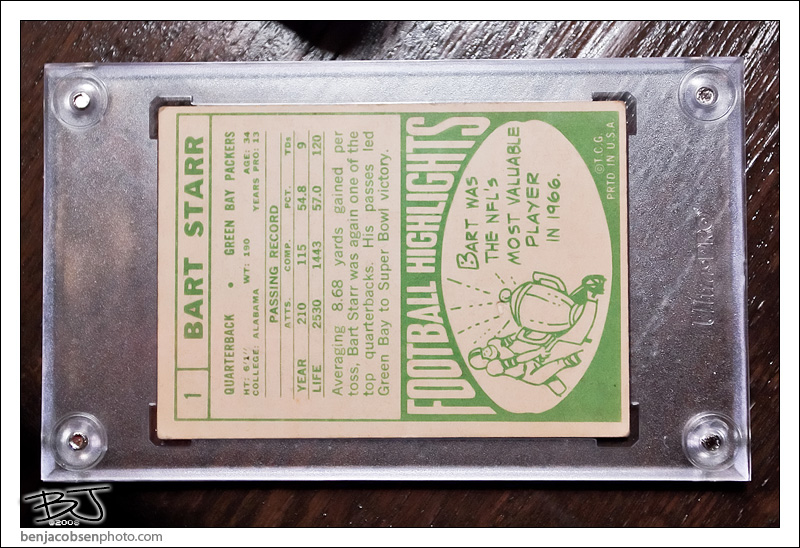 1
BART STARR
QUARTERBACK • GREEN BAY PACKERS
HT: 6'1" WT: 190 AGE: 34
COLLEGE: ALABAMA YEARS PRO: 13
PASSING RECORD
ATTS. COMP. PCT. TDs
YEAR 210 115 54.8 9
LIFE 2530 1443 57.0 120
Averaging 8.68 yards gained per
toss, Bart Starr was again one of the
top quarterbacks. His passes led
Green Bay to Super Bowl victory.
FOOTBALL HIGHLIGHTS
BART WAS
THE NFL'S
MOST VALUABLE
PLAYER
IN 1966.
©T.C.G.
PRTD IN U.S.A.
BJ
©2008
benjacobsenphoto.com